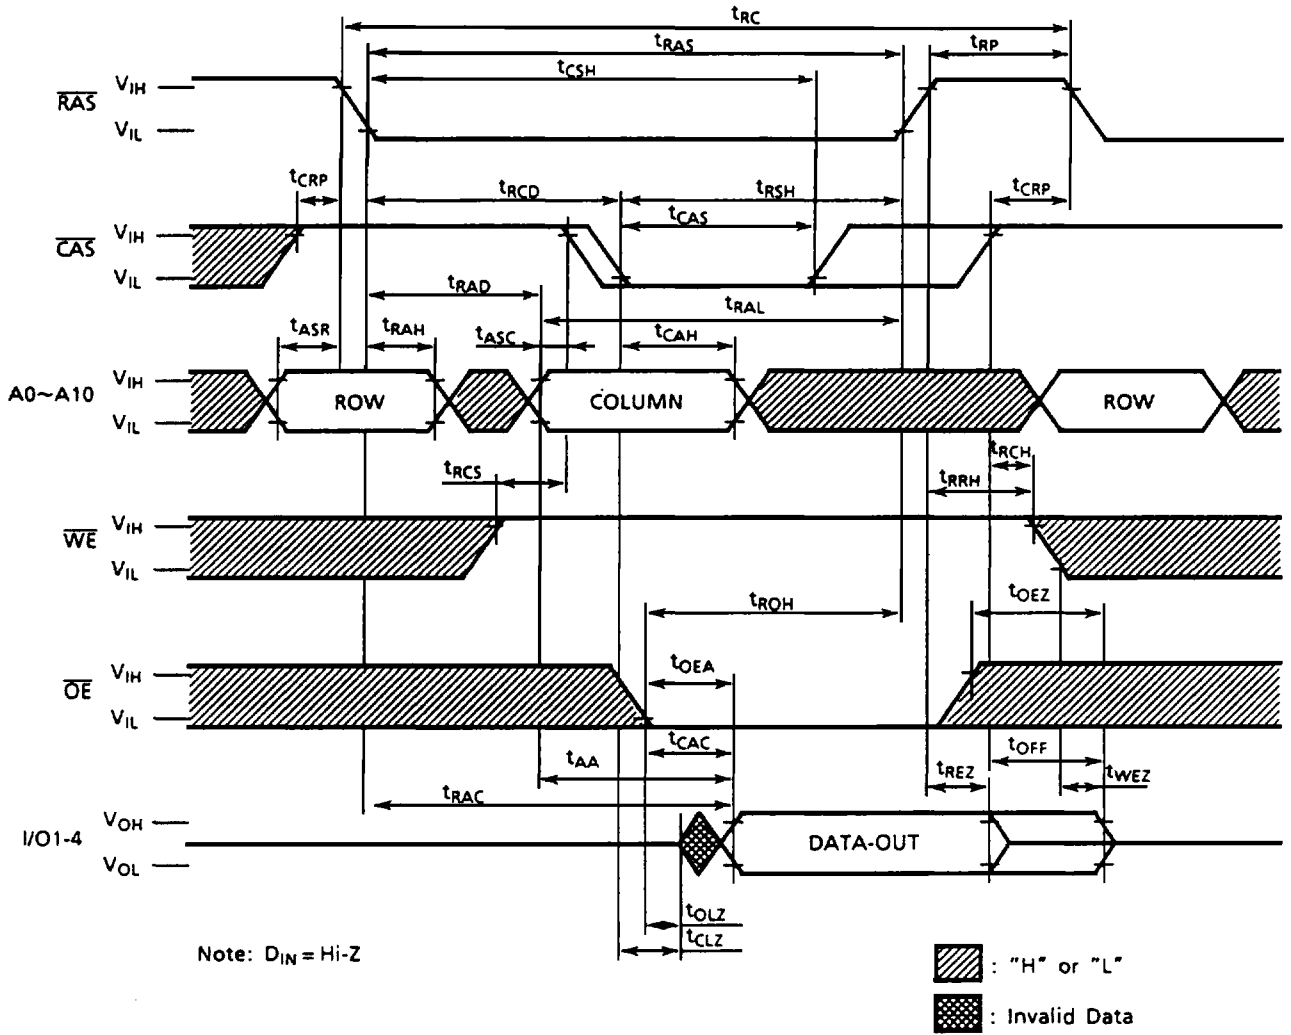 tRC
tRAS
tRP
tCSH
RAS
VIH
VIL
tCRP
tRCD
tRSH
tCRP
tCAS
CAS
VIH
VIL
tRAD
tRAL
tASR
tRAH
tASC
tCAH
A0~A10
VIH
VIL
ROW
COLUMN
ROW
tRCS
tRCH
tRRH
WE
VIH
VIL
tROH
tOEZ
OE
VIH
VIL
tOEA
tCAC
tAA
tRAC
tOFF
tREZ
tWEZ
I/O1-4
VOH
VOL
DATA-OUT
tOLZ
tCLZ
Note: DIN = Hi-Z
: "H" or "L"
: Invalid Data